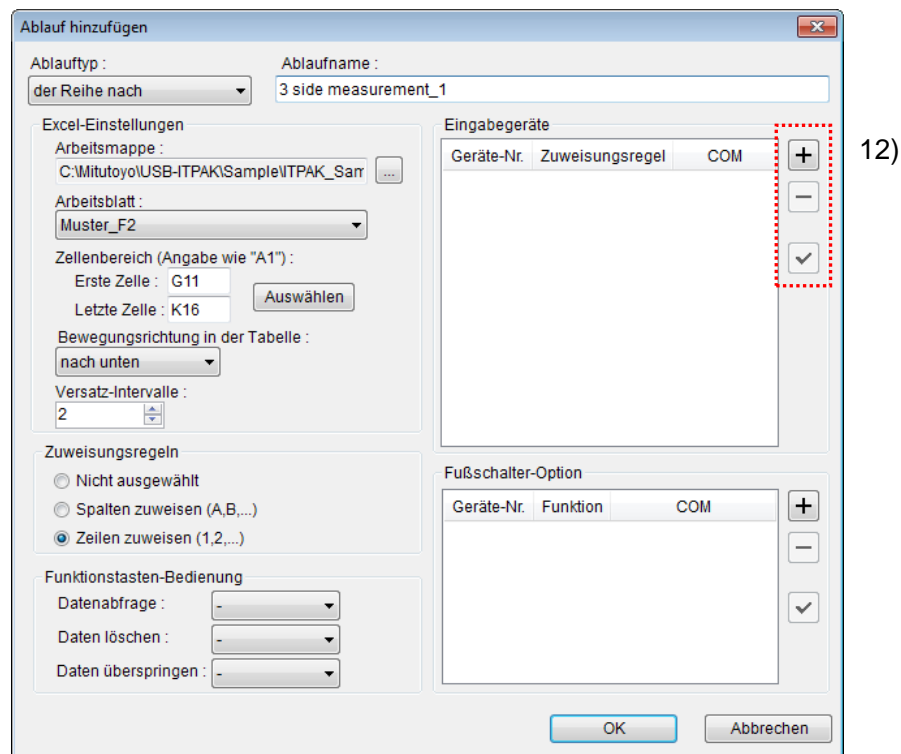 Ablauf hinzufügen
Ablauftyp :
Ablaufname :
der Reihe nach
3 side measurement_1
Excel-Einstellungen
Arbeitsmappe :
C:\Mitutoyo\USB-ITPAK\Sample\ITPAK_Sam
...
Arbeitsblatt :
Muster_F2
Zellenbereich (Angabe wie "A1") :
Erste Zelle : G11
Letzte Zelle : K16
Auswählen
Bewegungsrichtung in der Tabelle :
nach unten
Versatz-Intervalle :
2
Zuweisungsregeln
Nicht ausgewählt
Spalten zuweisen (A,B,...)
Zeilen zuweisen (1,2,...)
Funktionstasten-Bedienung
Datenabfrage : -
Daten löschen : -
Daten überspringen : -
Eingabegeräte
Geräte-Nr. Zuweisungsregel COM
12)
Fußschalter-Option
Geräte-Nr. Funktion COM
OK
Abbrechen